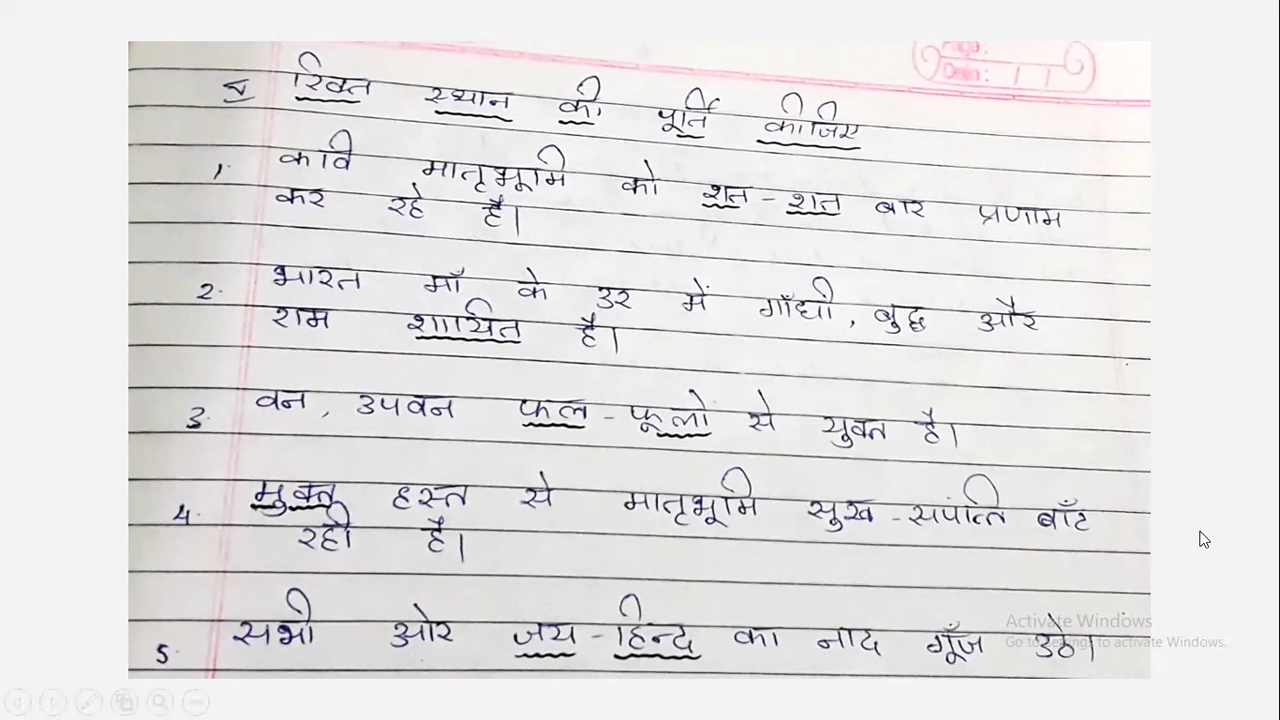 V रिक्त स्थान की पूर्ति कीजिए
1. कवि मातृभूमि को शत-शत बार प्रणाम
कर रहे है।
2. भारत माँ के उर में गाँधी, बुद्ध और
राम शायित है।
3. वन, उपवन फल-फूलों से युक्त है।
4. मुक्त हस्त से मातृभूमि सुख-संपत्ति बाँट
रही है।
5. सभी ओर जय-हिन्द का नाद गूँज उठे।
Date:
Activate Windows
Go to Settings to activate Windows.